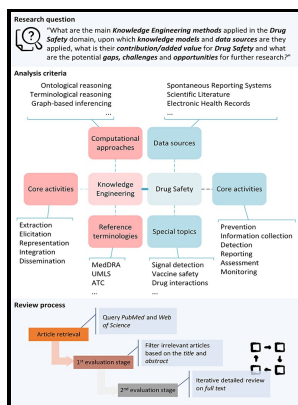 Research question
"What are the main Knowledge Engineering methods applied in the Drug
Safety domain, upon which knowledge models and data sources are they
applied, what is their contribution/added value for Drug Safety and what
are the potential gaps, challenges and opportunities for further research?"
Analysis criteria
Ontological reasoning
Terminological reasoning
Graph-based inferencing
...
Spontaneous Reporting Systems
Scientific Literature
Electronic Health Records
...
Computational
approaches
Data sources
Core activities
Knowledge
Engineering
Drug Safety
Core activities
Extraction
Elicitation
Representation
Integration
Dissemination
Reference
terminologies
Special topics
Prevention
Information collection
Detection
Reporting
Assessment
Monitoring
MedDRA
UMLS
ATC
...
Signal detection
Vaccine safety
Drug interactions
...
Review process
Article retrieval
Query PubMed and Web
of Science
1st evaluation stage
Filter irrelevant articles
based on the title and
abstract
2nd evaluation stage
Iterative detailed review
on full text